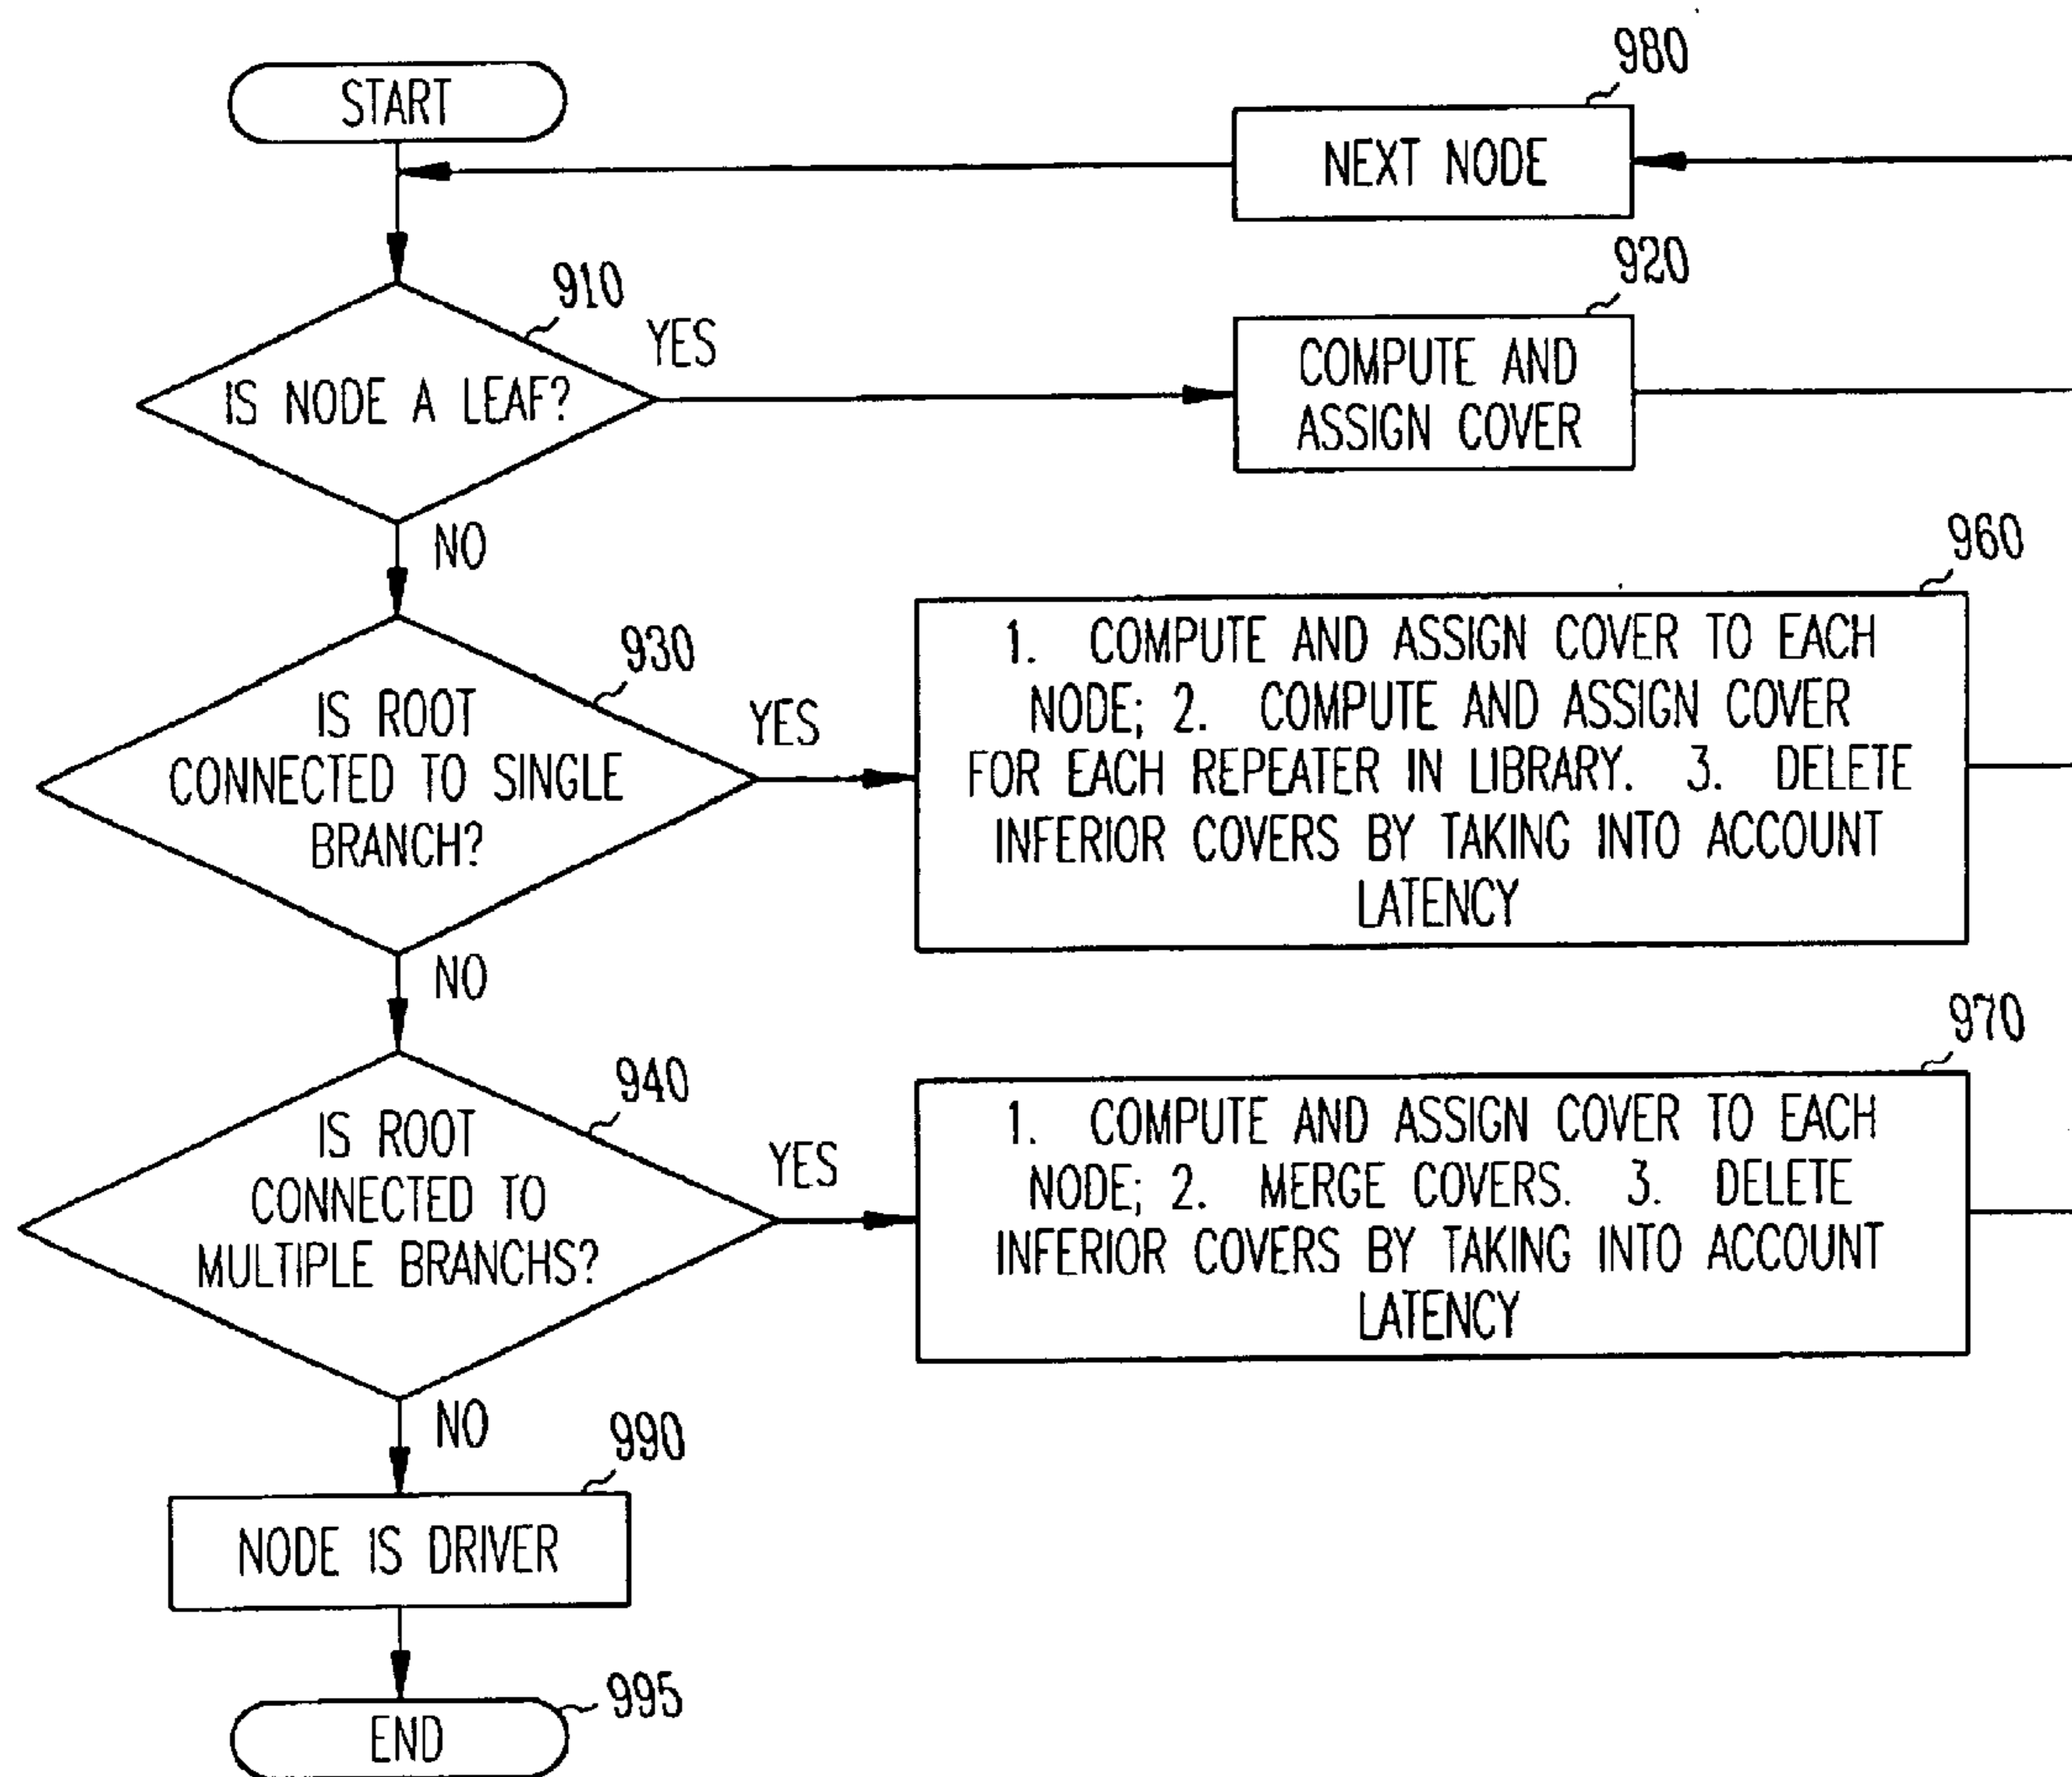 START
980
NEXT NODE
920
910
YES
IS NODE A LEAF?
COMPUTE AND
ASSIGN COVER
NO
960
930
IS ROOT
CONNECTED TO SINGLE
BRANCH?
YES
1. COMPUTE AND ASSIGN COVER TO EACH
NODE; 2. COMPUTE AND ASSIGN COVER
FOR EACH REPEATER IN LIBRARY. 3. DELETE
INFERIOR COVERS BY TAKING INTO ACCOUNT
LATENCY
NO
970
940
IS ROOT
CONNECTED TO
MULTIPLE BRANCHS?
YES
1. COMPUTE AND ASSIGN COVER TO EACH
NODE; 2. MERGE COVERS. 3. DELETE
INFERIOR COVERS BY TAKING INTO ACCOUNT
LATENCY
NO
990
NODE IS DRIVER
995
END